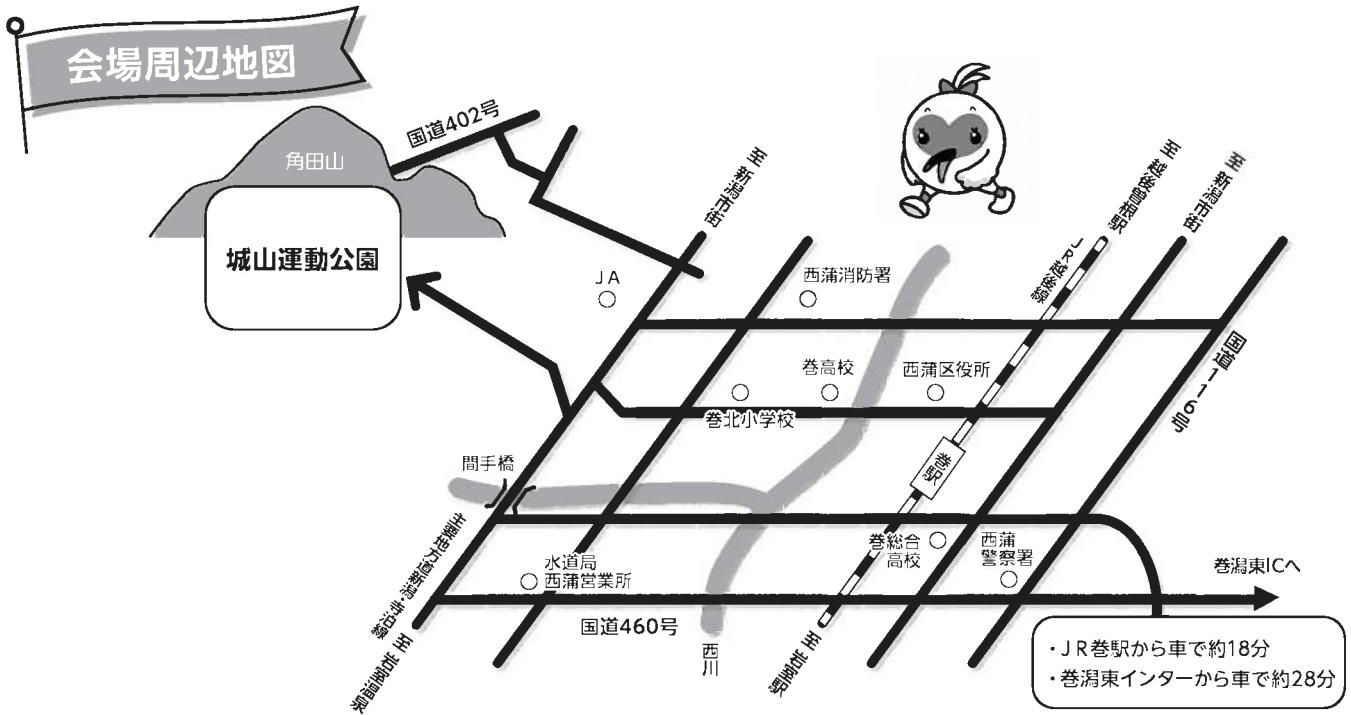 会場周辺地図
国道402号
角田山
城山運動公園
至 新潟市街
JA
西蒲消防署
至 越後曽根駅
JR越後線
至 新潟市街
国道116号
巻高校
西蒲区役所
巻北小学校
間手橋
巻駅
主要地方道新潟・寺泊線
至 岩室温泉
水道局
西蒲営業所
巻総合
高校
西蒲
警察署
巻潟東ICへ
国道460号
西川
至 岩室駅
・JR巻駅から車で約18分
・巻潟東インターから車で約28分